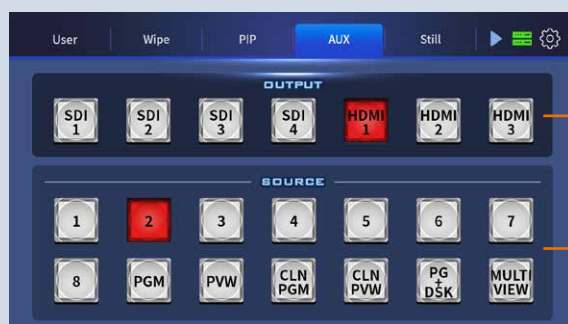 User Wipe PIP AUX Still
OUTPUT
SDI 1 SDI 2 SDI 3 SDI 4 HDMI 1 HDMI 2 HDMI 3
SOURCE
1 2 3 4 5 6 7
8 PGM PVW CLN PGM CLN PVW PG + DSK MULTI VIEW